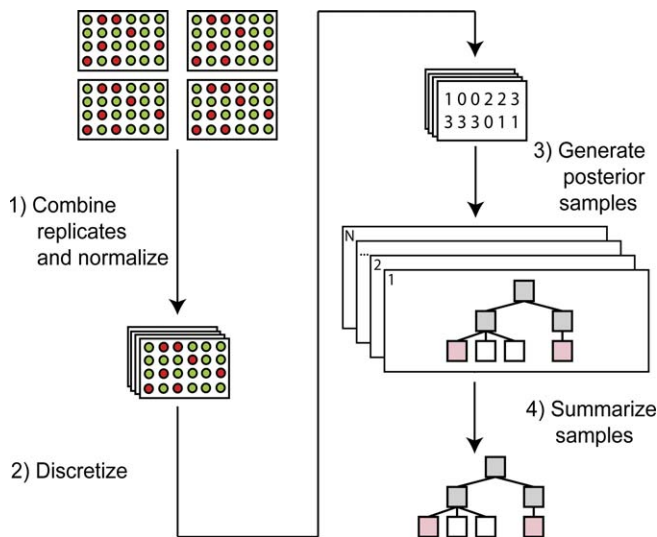 1) Combine
replicates
and normalize
2) Discretize
1 0 0 2 2 3
3 3 3 0 1 1
3) Generate
posterior
samples
N
...
2
1
4) Summarize
samples